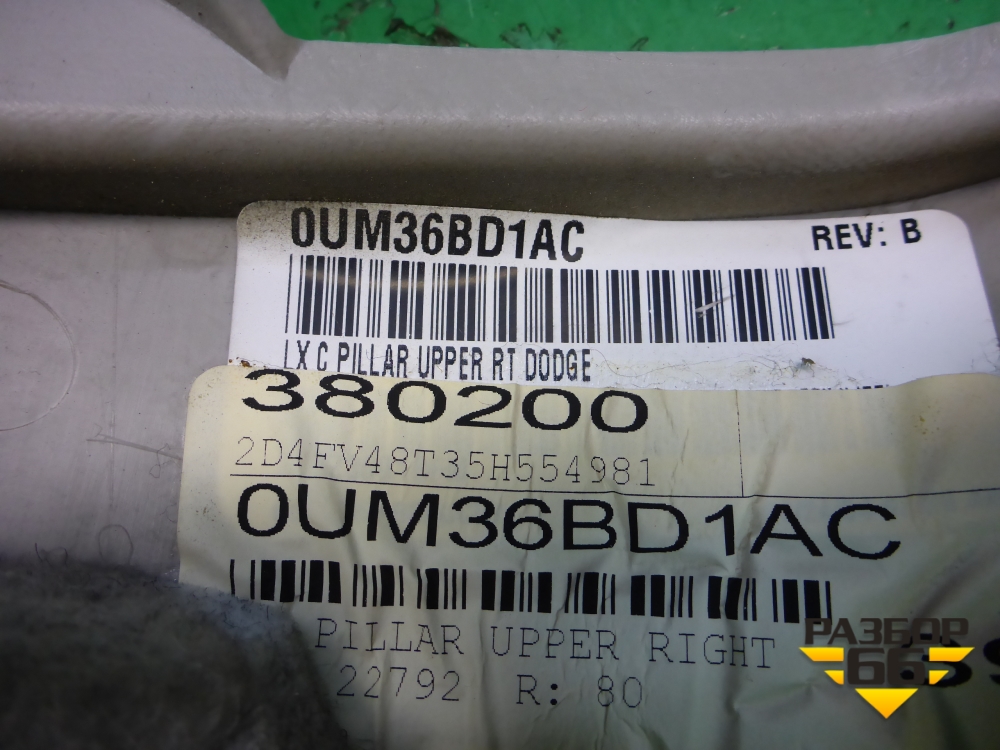 0UM36BD1AC
REV: B
LX C PILLAR UPPER RT DODGE
380200
2D4FV48T35H554981
0UM36BD1AC
PILLAR UPPER RIGHT
22792 R: 80
РАЗБОР
66